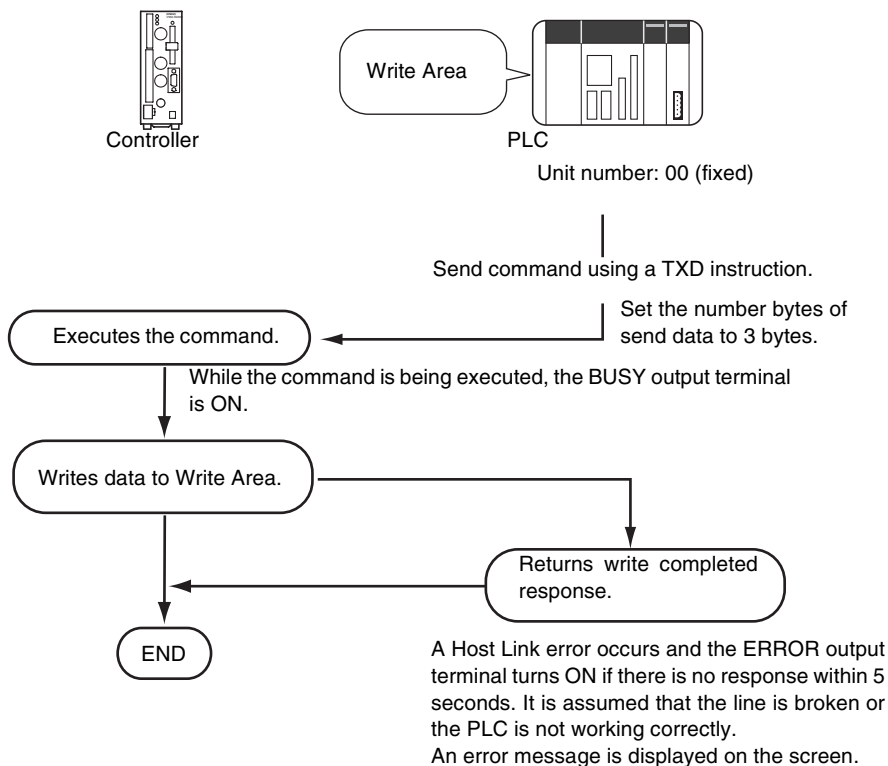 Write Area
Controller
PLC
Unit number: 00 (fixed)
Send command using a TXD instruction.
Set the number bytes of
send data to 3 bytes.
Executes the command.
While the command is being executed, the BUSY output terminal
is ON.
Writes data to Write Area.
Returns write completed
response.
END
A Host Link error occurs and the ERROR output
terminal turns ON if there is no response within 5
seconds. It is assumed that the line is broken or
the PLC is not working correctly.
An error message is displayed on the screen.